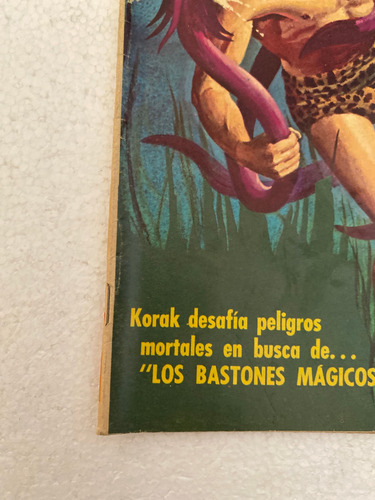 Korak desafía peligros
mortales en busca de...
"LOS BASTONES MÁGICOS